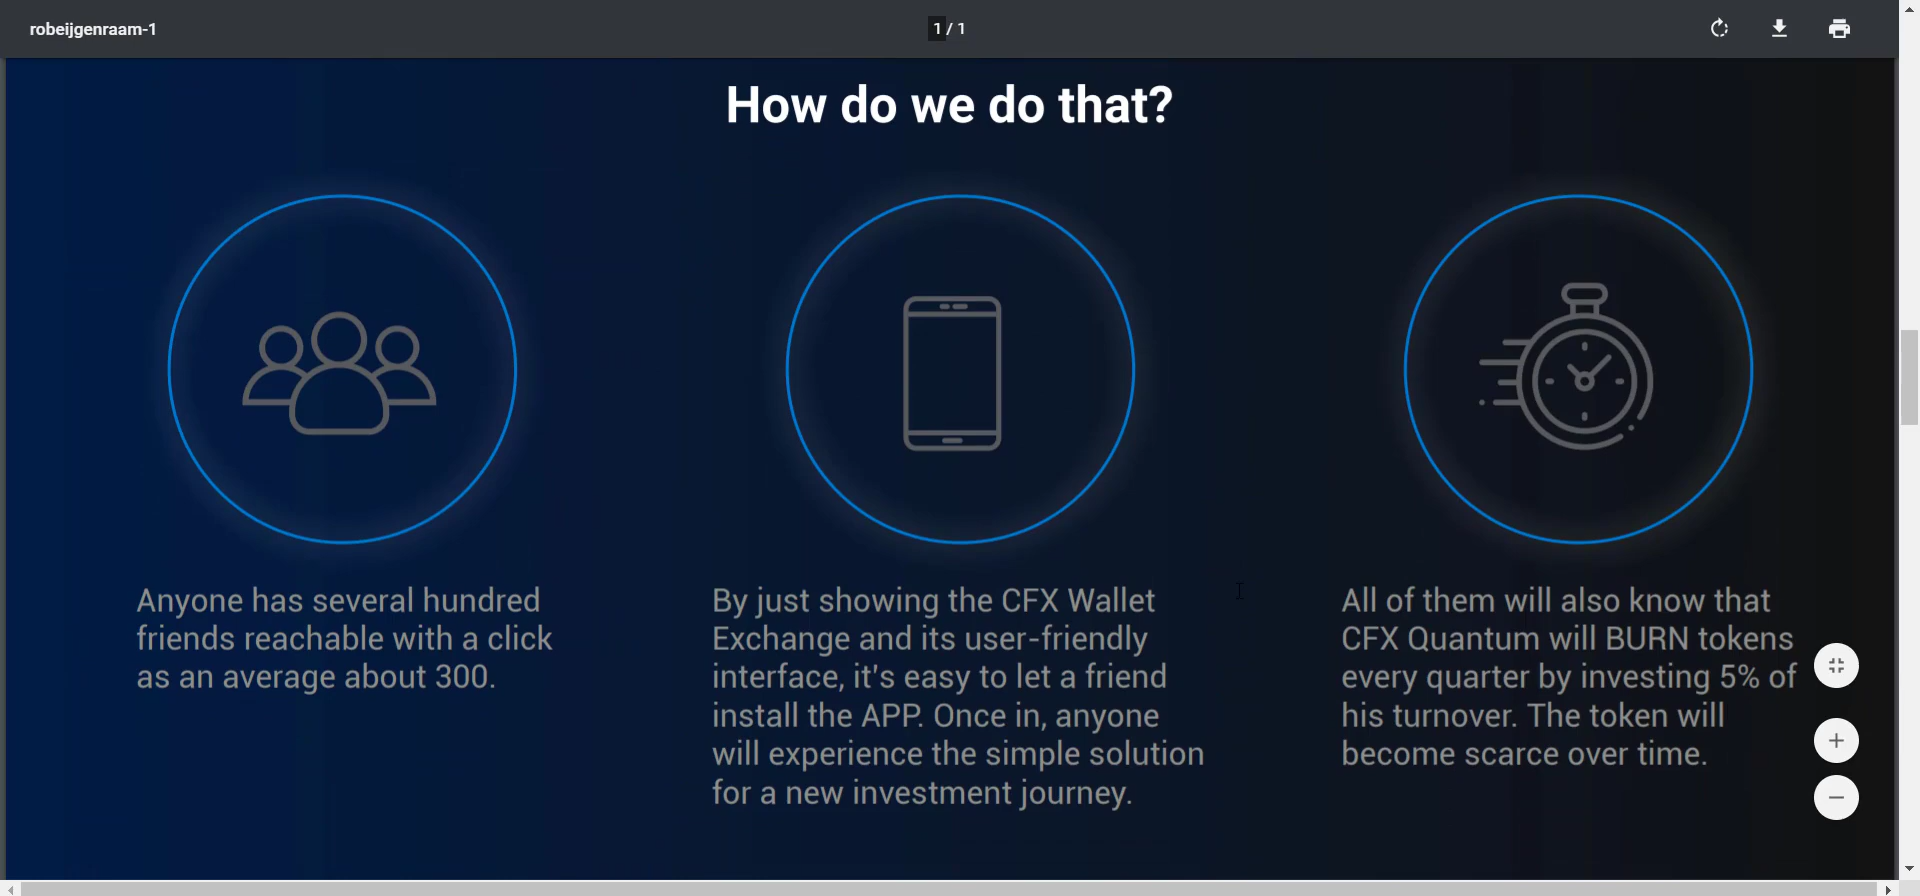 robeijgenraam-1
1 / 1
How do we do that?
Anyone has several hundred
friends reachable with a click
as an average about 300.
By just showing the CFX Wallet
Exchange and its user-friendly
interface, it's easy to let a friend
install the APP. Once in, anyone
will experience the simple solution
for a new investment journey.
All of them will also know that
CFX Quantum will BURN tokens
every quarter by investing 5% of
his turnover. The token will
become scarce over time.